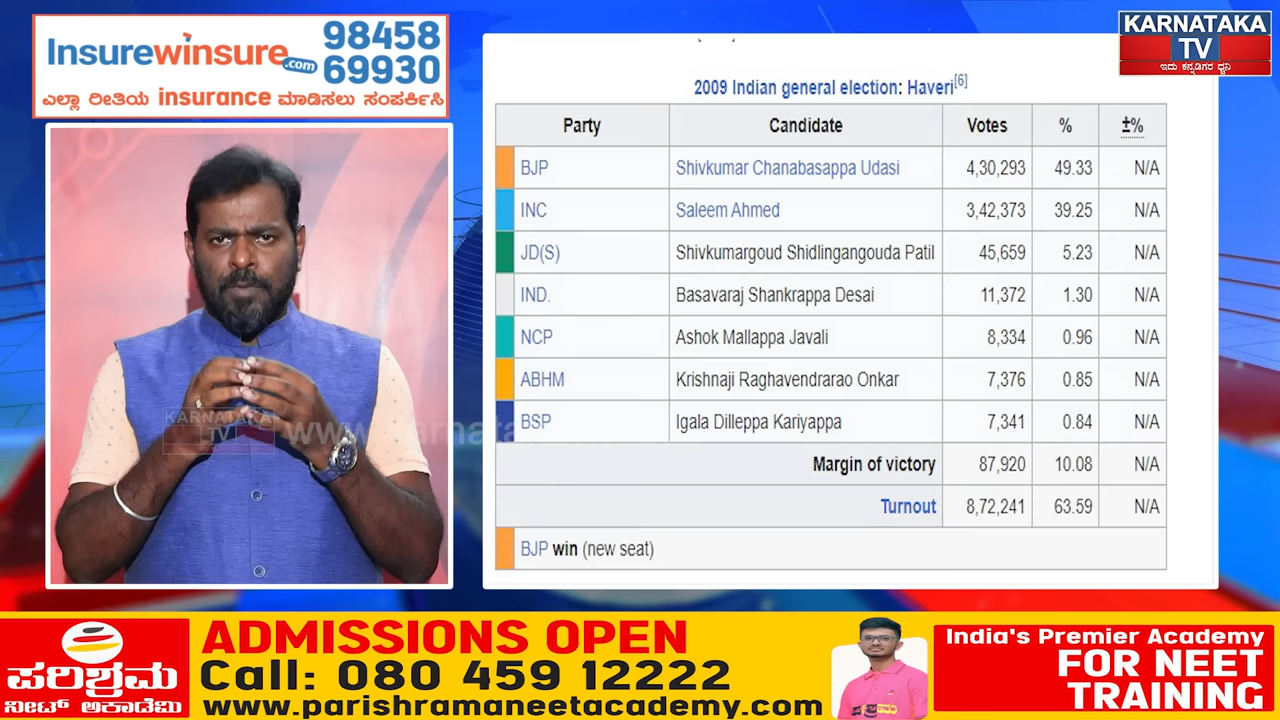 Insurewinsure.com
98458
69930
ಎಲ್ಲಾ ರೀತಿಯ insurance ಮಾಡಿಸಲು ಸಂಪರ್ಕಿಸಿ
KARNATAKA
TV
ಇದು ಕನ್ನಡಿಗರ ಧ್ವನಿ
2009 Indian general election: Haveri[6]
Party Candidate Votes % ±%
BJP Shivkumar Chanabasappa Udasi 4,30,293 49.33 N/A
INC Saleem Ahmed 3,42,373 39.25 N/A
JD(S) Shivkumargoud Shidlingangouda Patil 45,659 5.23 N/A
IND. Basavaraj Shankrappa Desai 11,372 1.30 N/A
NCP Ashok Mallappa Javali 8,334 0.96 N/A
ABHM Krishnaji Raghavendrarao Onkar 7,376 0.85 N/A
BSP Igala Dilleppa Kariyappa 7,341 0.84 N/A
Margin of victory 87,920 10.08 N/A
Turnout 8,72,241 63.59 N/A
BJP win (new seat)
KARNATAKA
TV
ಪರಿಶ್ರಮ
ನೀಟ್ ಅಕಾಡೆಮಿ
ADMISSIONS OPEN
Call: 080 459 12222
www.parishramaneetacademy.com
India's Premier Academy
FOR NEET
TRAINING